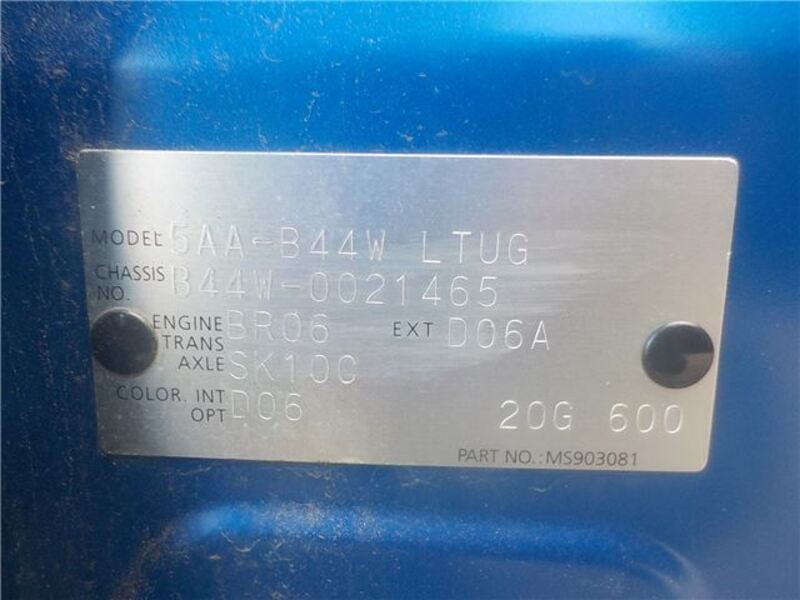 MODEL 5AA-B44W LTUG
CHASSIS NO. B44W-0021465
ENGINE BR06 EXT D06A
TRANS AXLE SK10C
COLOR. INT OPT D06 20G 600
PART NO.:MS903081